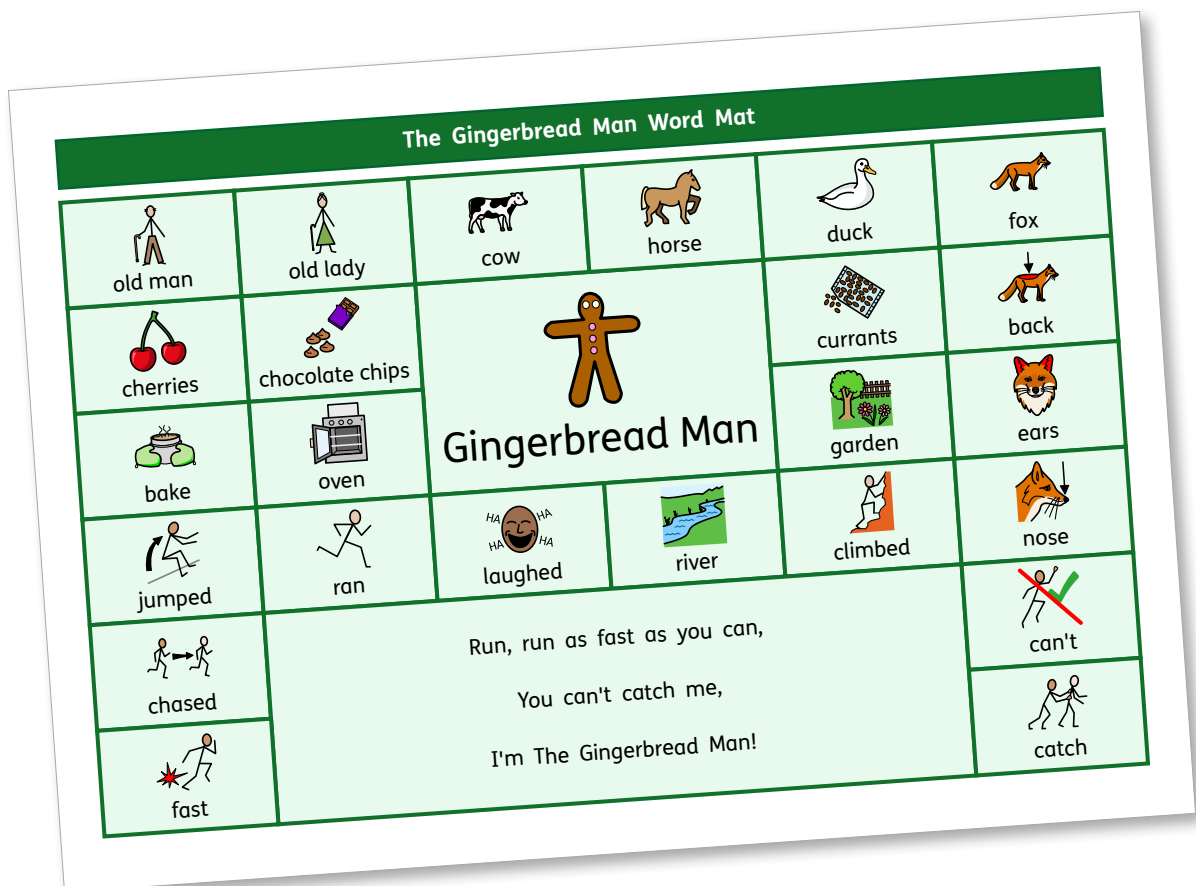 The Gingerbread Man Word Mat
old man
old lady
cow
horse
duck
fox
cherries
chocolate chips
Gingerbread Man
currants
back
bake
oven
garden
ears
jumped
ran
HA HA
HA HA
laughed
river
climbed
nose
chased
Run, run as fast as you can,
You can't catch me,
I'm The Gingerbread Man!
can't
fast
catch